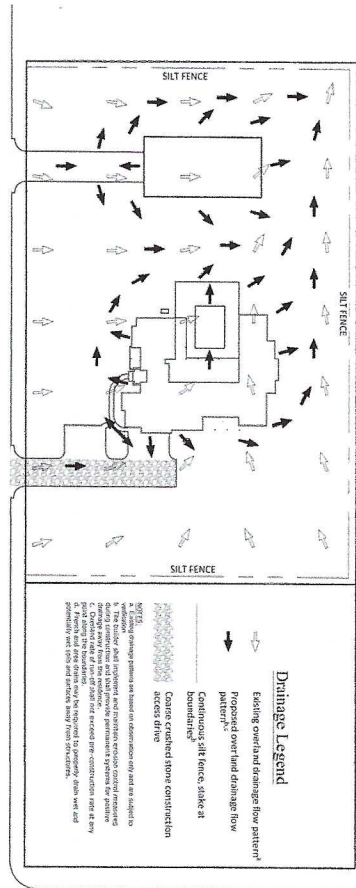 SILT FENCE
SILT FENCE
SILT FENCE
Drainage Legend
Existing overland drainage flow pattern^a
Proposed overland drainage flow
pattern^b,c
Continuous silt fence, stake at
boundaries^b
Coarse crushed stone construction
access drive
NOTES:
a. Existing drainage patterns are based on observation only and are subject to
verification.
b. The builder shall implement and maintain erosion control measures
during construction and shall provide permanent systems for positive
drainage away from the residence.
c. Overland rate of run-off shall not exceed pre-construction rate at any
point along the boundaries.
d. French and area drains may be required to properly drain wet and
potentially wet soils and surfaces away from structures.